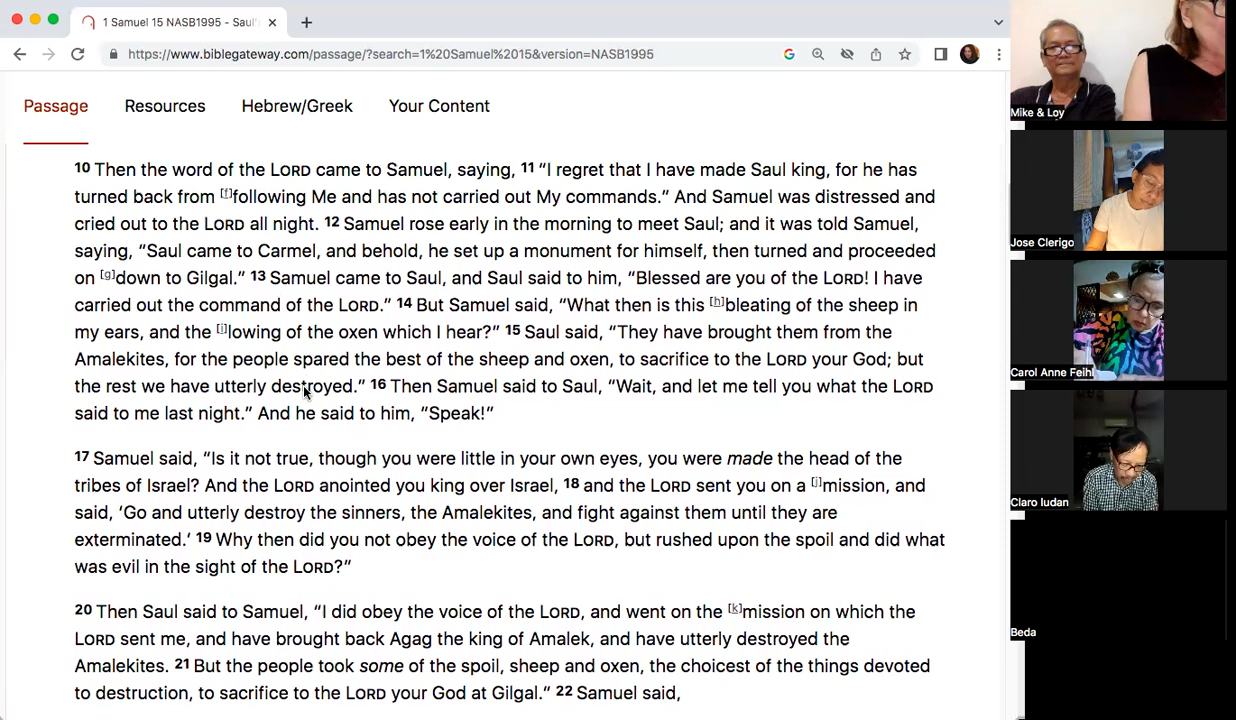 1 Samuel 15 NASB1995 - Saul'
https://www.biblegateway.com/passage/?search=1%20Samuel%2015&version=NASB1995
Passage Resources Hebrew/Greek Your Content
10 Then the word of the LORD came to Samuel, saying, 11 “I regret that I have made Saul king, for he has
turned back from [f]following Me and has not carried out My commands.” And Samuel was distressed and
cried out to the LORD all night. 12 Samuel rose early in the morning to meet Saul; and it was told Samuel,
saying, “Saul came to Carmel, and behold, he set up a monument for himself, then turned and proceeded
on [g]down to Gilgal.” 13 Samuel came to Saul, and Saul said to him, “Blessed are you of the LORD! I have
carried out the command of the LORD.” 14 But Samuel said, “What then is this [h]bleating of the sheep in
my ears, and the [i]lowing of the oxen which I hear?” 15 Saul said, “They have brought them from the
Amalekites, for the people spared the best of the sheep and oxen, to sacrifice to the LORD your God; but
the rest we have utterly destroyed.” 16 Then Samuel said to Saul, “Wait, and let me tell you what the LORD
said to me last night.” And he said to him, “Speak!”
17 Samuel said, “Is it not true, though you were little in your own eyes, you were made the head of the
tribes of Israel? And the LORD anointed you king over Israel, 18 and the LORD sent you on a [j]mission, and
said, ‘Go and utterly destroy the sinners, the Amalekites, and fight against them until they are
exterminated.’ 19 Why then did you not obey the voice of the LORD, but rushed upon the spoil and did what
was evil in the sight of the LORD?”
20 Then Saul said to Samuel, “I did obey the voice of the LORD, and went on the [k]mission on which the
LORD sent me, and have brought back Agag the king of Amalek, and have utterly destroyed the
Amalekites. 21 But the people took some of the spoil, sheep and oxen, the choicest of the things devoted
to destruction, to sacrifice to the LORD your God at Gilgal.” 22 Samuel said,
Mike & Loy
Jose Clerigo
Carol Anne Feihl
Claro Iudan
Beda